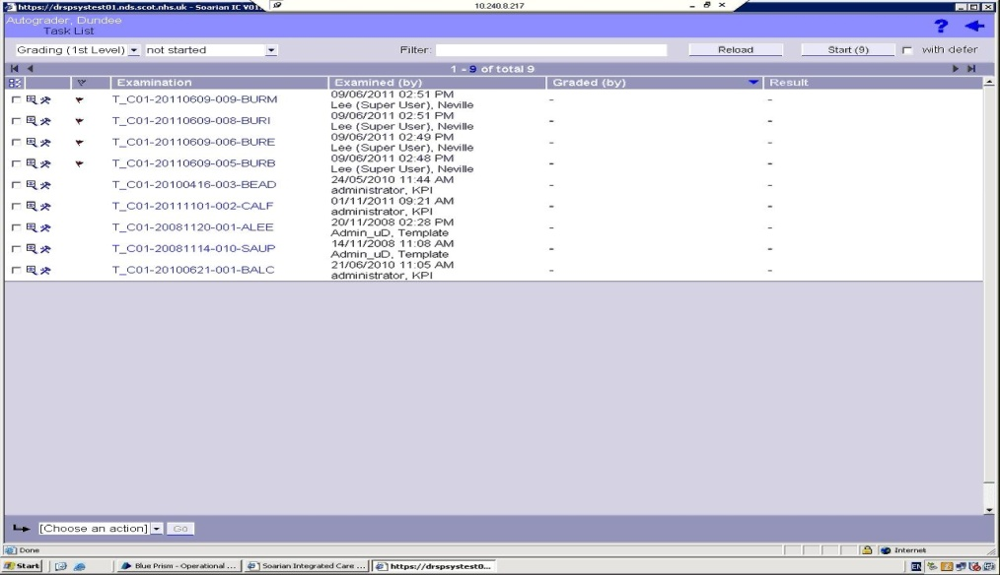 https://drspsystest01.nds.scot.nhs.uk - Soarian IC V01.
10.240.8.217
Autograder, Dundee
Task List
Grading (1st Level) not started Filter: Reload Start (9) with defer
1 - 9 of total 9
Examination Examined (by) Graded (by) Result
T_C01-20110609-009-BURM 09/06/2011 02:51 PM - -
Lee (Super User), Neville
T_C01-20110609-008-BURI 09/06/2011 02:51 PM - -
Lee (Super User), Neville
T_C01-20110609-006-BURE 09/06/2011 02:49 PM - -
Lee (Super User), Neville
T_C01-20110609-005-BURB 09/06/2011 02:48 PM - -
Lee (Super User), Neville
T_C01-20100416-003-BEAD 24/05/2010 11:44 AM - -
administrator, KPI
T_C01-20111101-002-CALF 01/11/2011 09:21 AM - -
administrator, KPI
T_C01-20081120-001-ALEE 20/11/2008 02:28 PM - -
Admin_uD, Template
T_C01-20081114-010-SAUP 14/11/2008 11:08 AM - -
Admin_uD, Template
T_C01-20100621-001-BALC 21/06/2010 11:05 AM - -
administrator, KPI
[Choose an action] Go
Done Internet
Start Blue Prism - Operational ... Soarian Integrated Care ... https://drspsystest0... EN